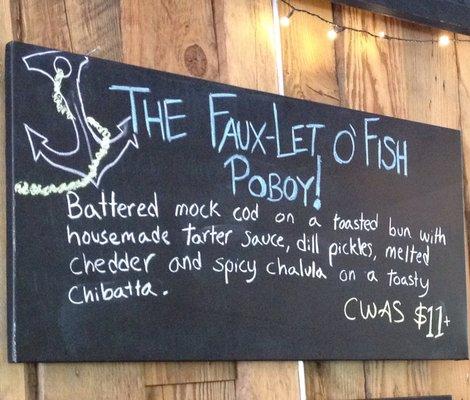 The Faux-Let O' Fish
Poboy!
Battered mock cod on a toasted bun with
housemade Tarter sauce, dill pickles, melted
Chedder and spicy Chalula on a toasty
Chibatta.
CWAS $11+